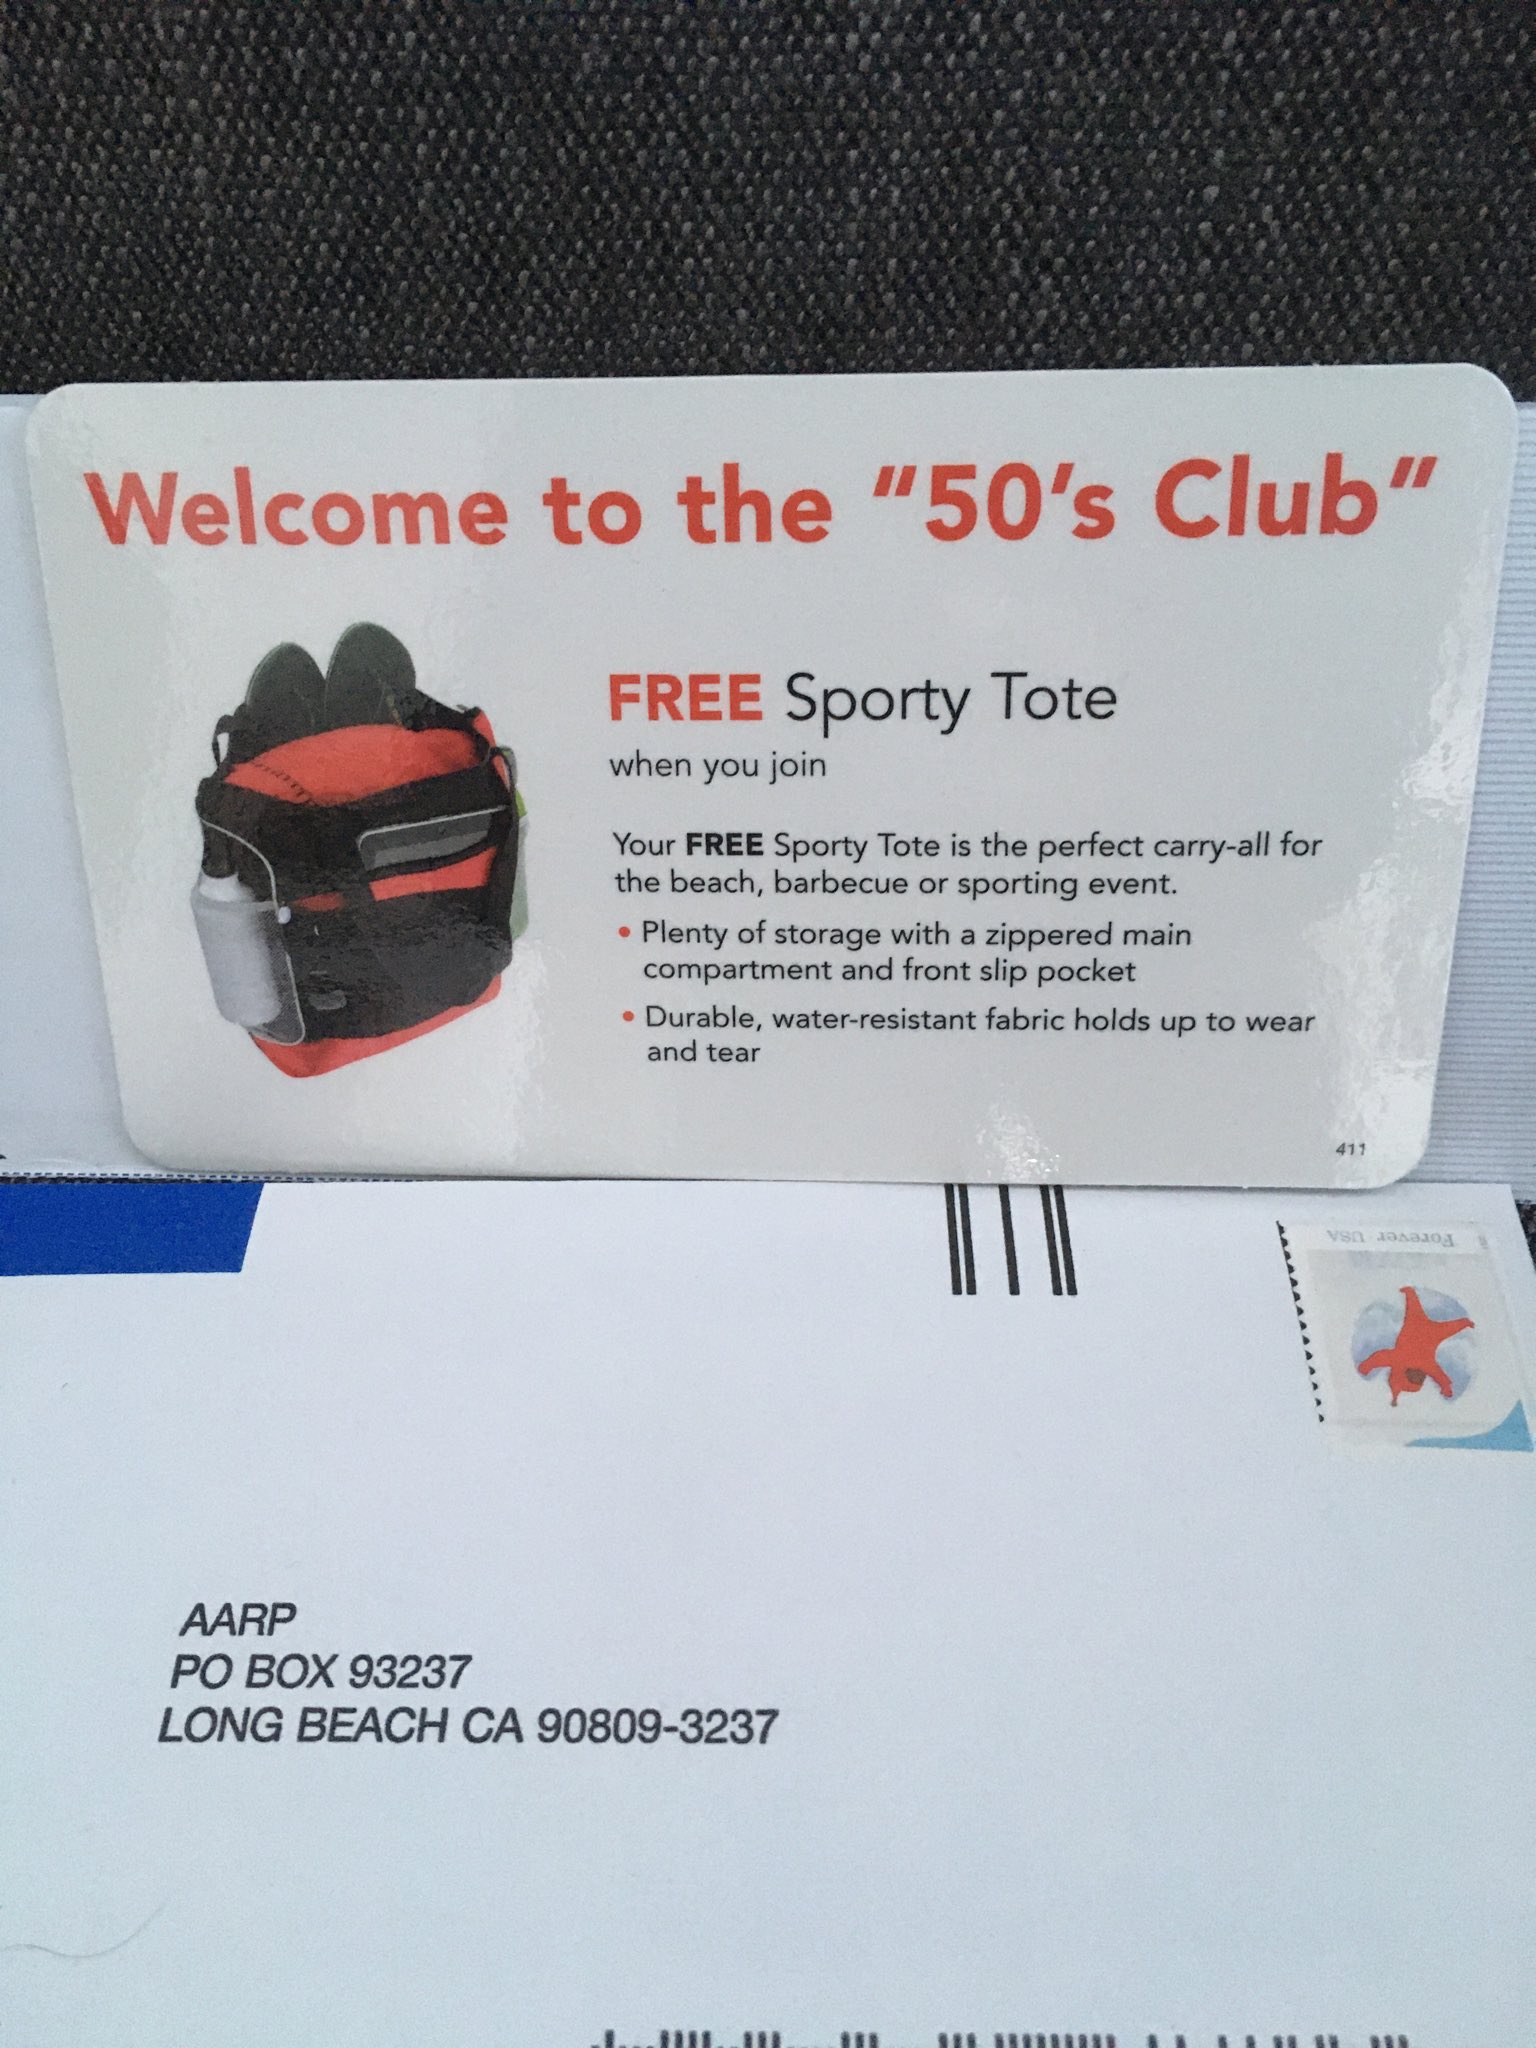 Welcome to the “50’s Club”
FREE Sporty Tote
when you join
Your FREE Sporty Tote is the perfect carry-all for
the beach, barbecue or sporting event.
• Plenty of storage with a zippered main
compartment and front slip pocket
• Durable, water-resistant fabric holds up to wear
and tear
411
Forever USA
AARP
PO BOX 93237
LONG BEACH CA 90809-3237